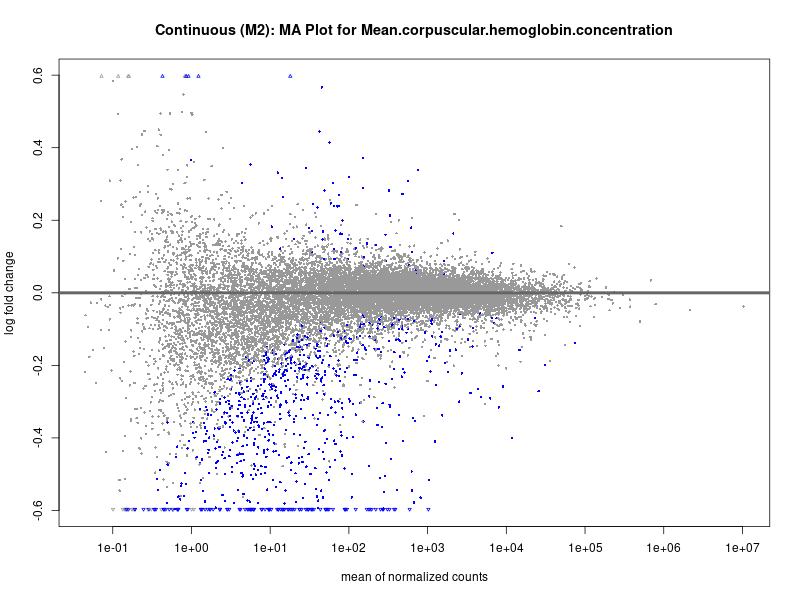 Continuous (M2): MA Plot for Mean.corpuscular.hemoglobin.concentration
log fold change
0.6
0.4
0.2
0.0
-0.2
-0.4
-0.6
1e-01 1e+00 1e+01 1e+02 1e+03 1e+04 1e+05 1e+06 1e+07
mean of normalized counts